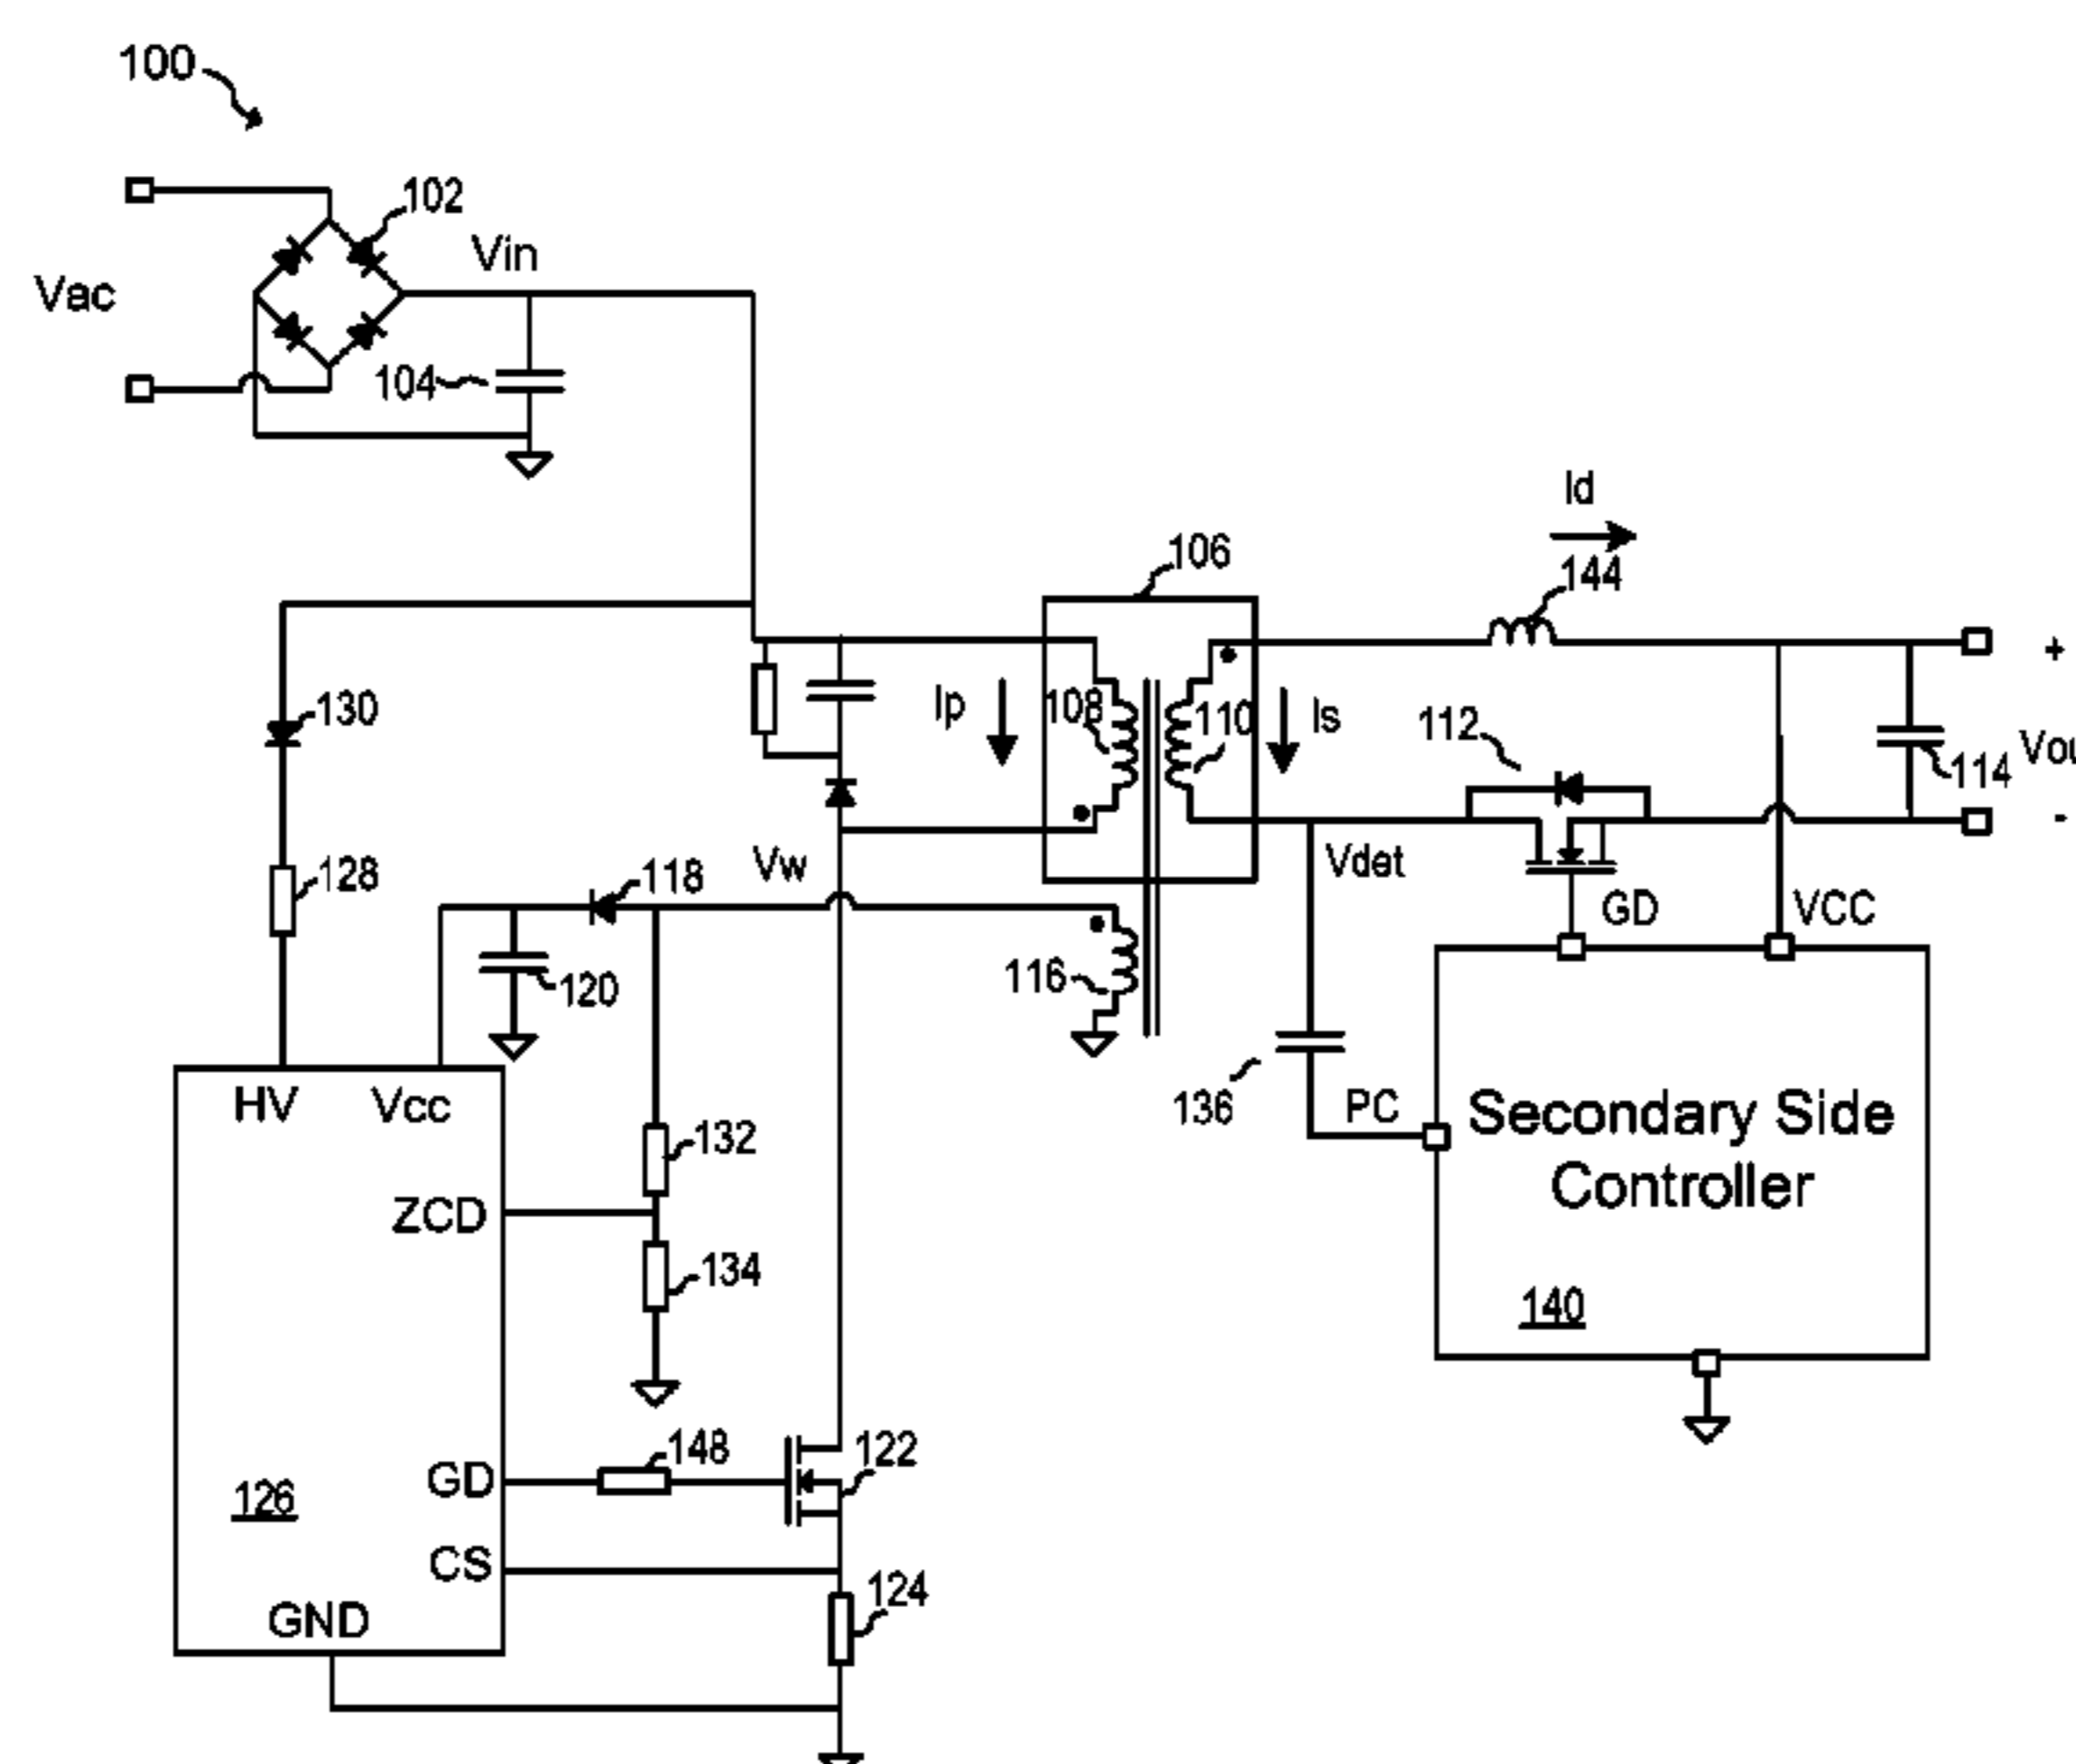 100
102
Vin
Vac
104
Id
106
144
130
Ip
108
110
Is
112
114
Vou
+
-
128
Vw
118
Vdet
GD
VCC
116
120
136
PC
HV
Vcc
132
ZCD
134
Secondary Side
Controller
140
148
122
GD
126
CS
124
GND